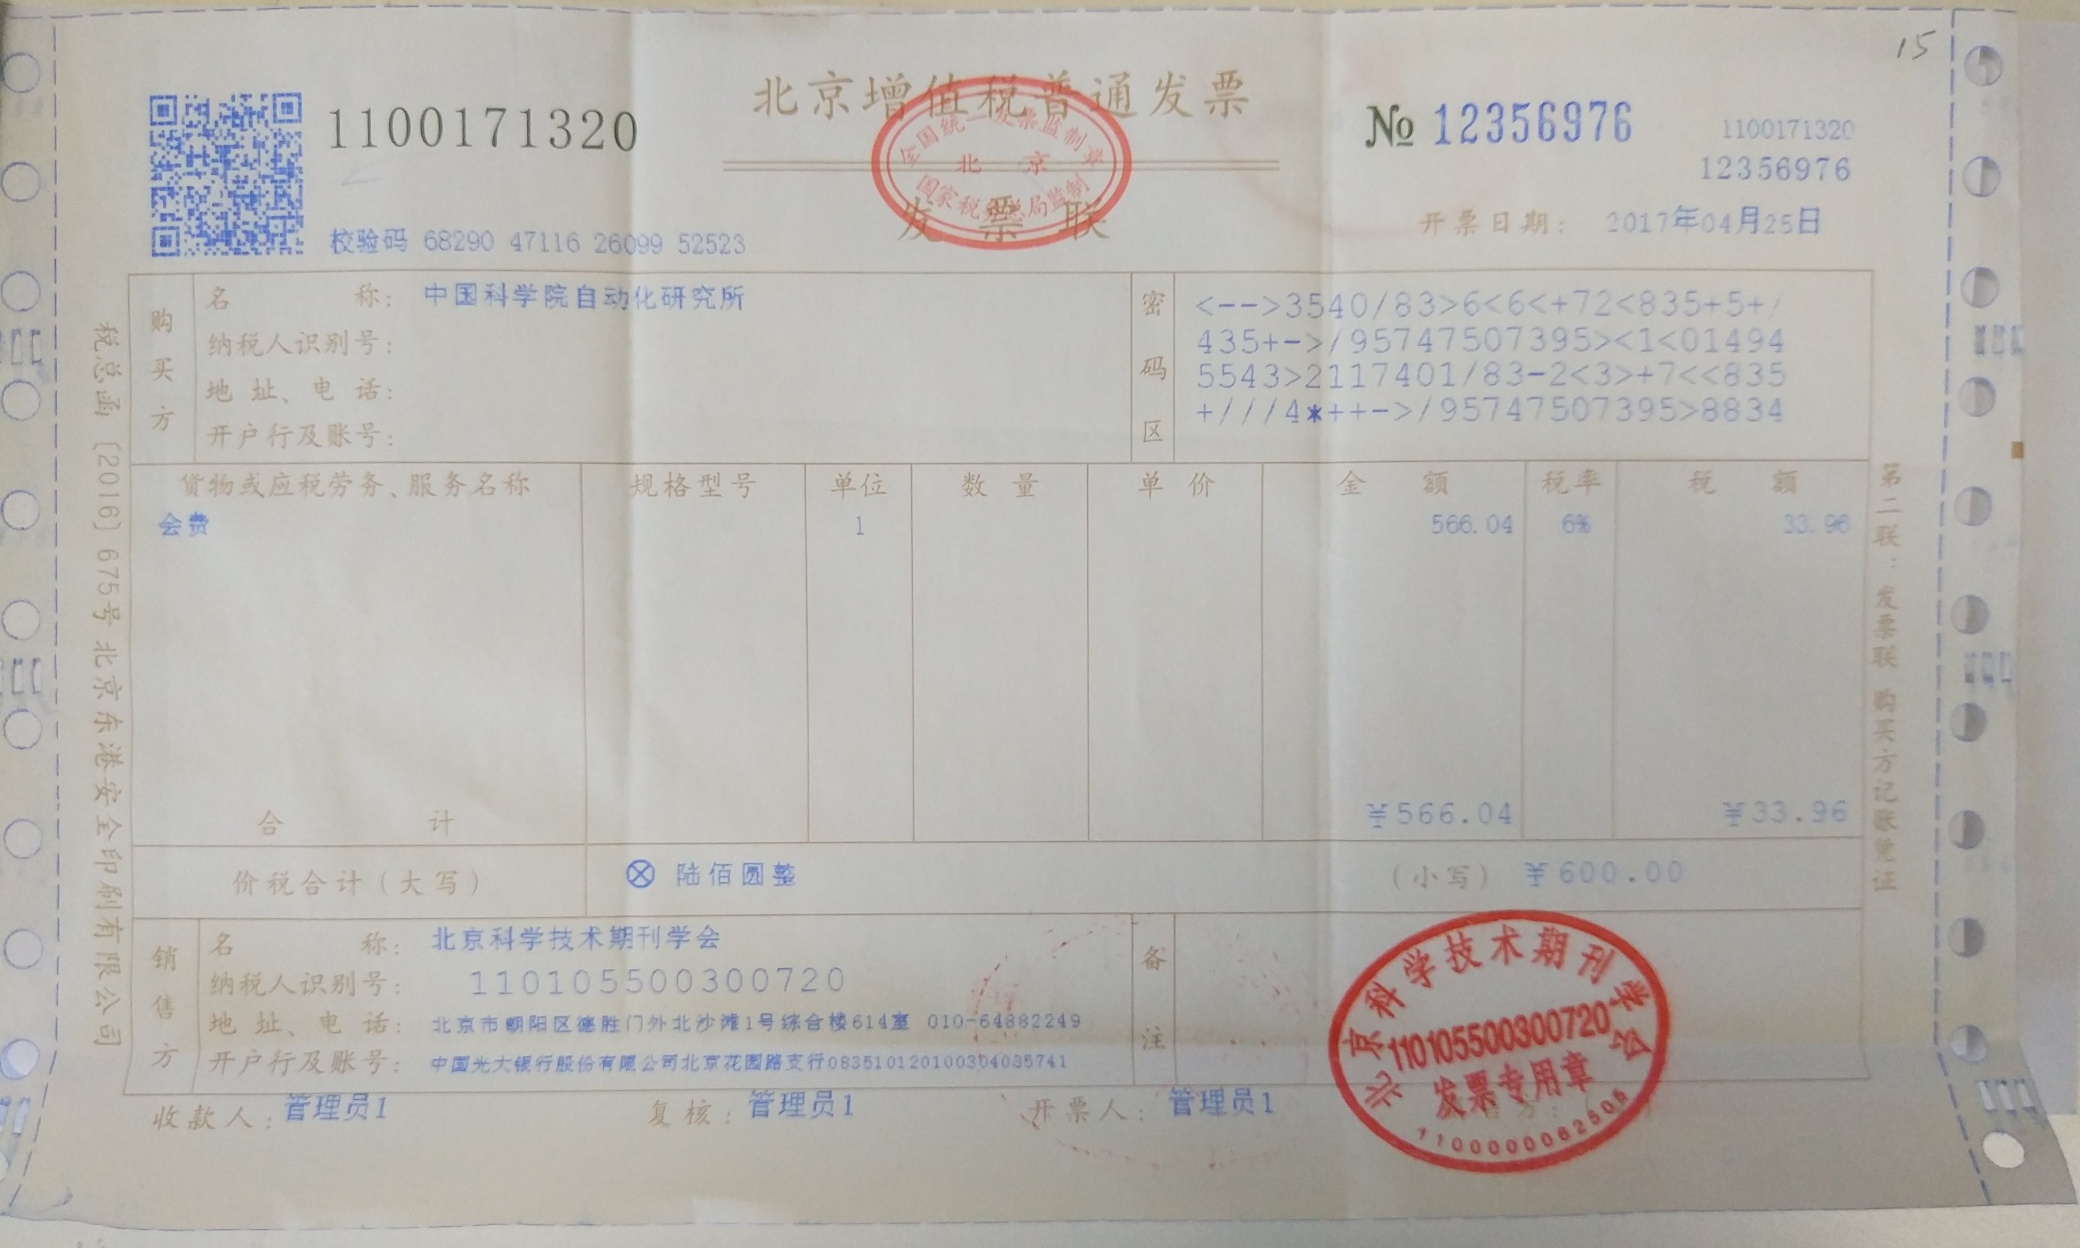 15
北京增值税普通发票
1100171320
№ 12356976
1100171320
12356976
全国统一发票监制章
北 京
国家税务总局监制
发 票 联
校验码 68290 47116 26099 52523
开票日期: 2017年04月25日
购买方
名 称: 中国科学院自动化研究所
纳税人识别号:
地 址、电 话:
开户行及账号:
密码区
<-->3540/83>6<6<+72<835+5+/
435+->/95747507395><1<01494
5543>2117401/83-2<3>+7<<835
+///4*++->/95747507395>8834
货物或应税劳务、服务名称 规格型号 单位 数 量 单 价 金 额 税率 税 额
会费 1 566.04 6% 33.96
合 计 ¥566.04 ¥33.96
价税合计(大写) ⊗ 陆佰圆整 (小写) ¥600.00
销售方
名 称: 北京科学技术期刊学会
纳税人识别号: 110105500300720
地 址、电 话: 北京市朝阳区德胜门外北沙滩1号综合楼614室 010-64882249
开户行及账号: 中国光大银行股份有限公司北京花园路支行083510120100304035741
备注
收款人: 管理员1 复核: 管理员1 开票人: 管理员1
北京科学技术期刊学会
110105500300720
发票专用章
1100000062506
税总函〔2016〕675号北京东港安全印刷有限公司
第二联:发票联 购买方记账凭证